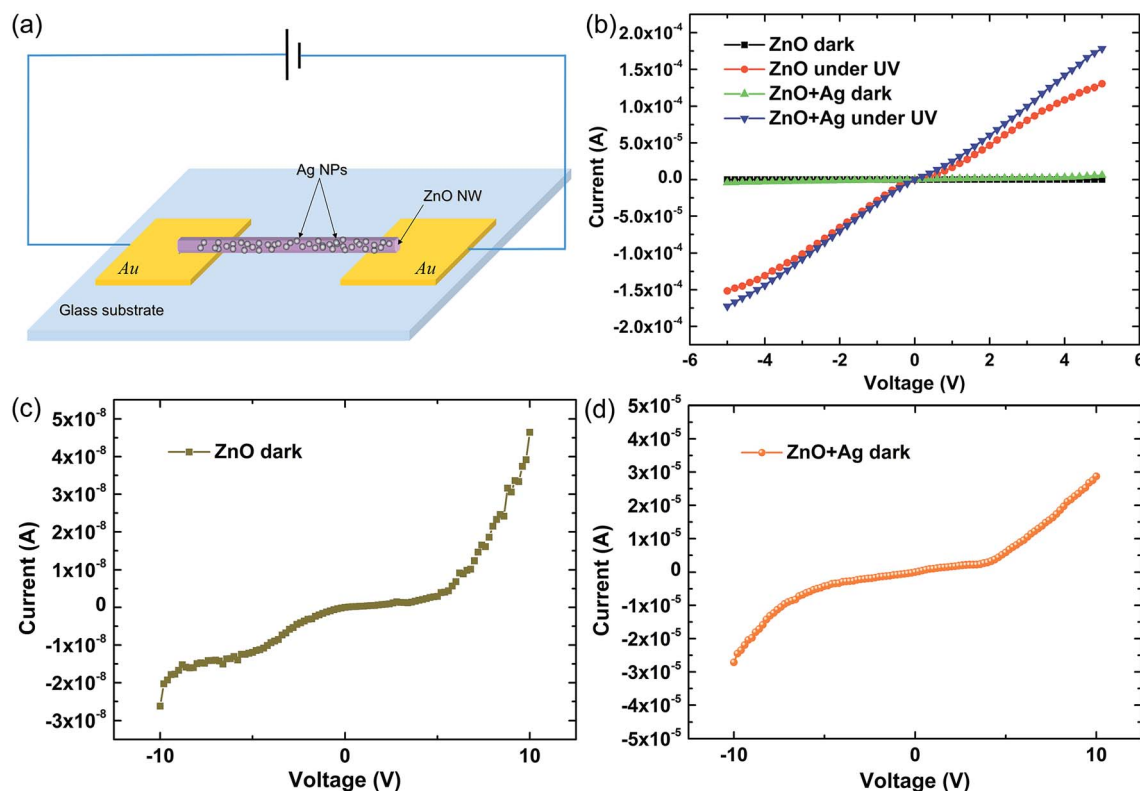 (a)
Ag NPs
ZnO NW
Au
Au
Glass substrate
(b)
ZnO dark
ZnO under UV
ZnO+Ag dark
ZnO+Ag under UV
2.0x10⁻⁴
1.5x10⁻⁴
1.0x10⁻⁴
5.0x10⁻⁵
0.0
-5.0x10⁻⁵
-1.0x10⁻⁴
-1.5x10⁻⁴
-2.0x10⁻⁴
Current (A)
-6 -4 -2 0 2 4 6
Voltage (V)
(c)
ZnO dark
5x10⁻⁸
4x10⁻⁸
3x10⁻⁸
2x10⁻⁸
1x10⁻⁸
0
-1x10⁻⁸
-2x10⁻⁸
-3x10⁻⁸
Current (A)
-10 0 10
Voltage (V)
(d)
ZnO+Ag dark
5x10⁻⁵
4x10⁻⁵
3x10⁻⁵
2x10⁻⁵
1x10⁻⁵
0
-1x10⁻⁵
-2x10⁻⁵
-3x10⁻⁵
-4x10⁻⁵
-5x10⁻⁵
Current (A)
-10 0 10
Voltage (V)